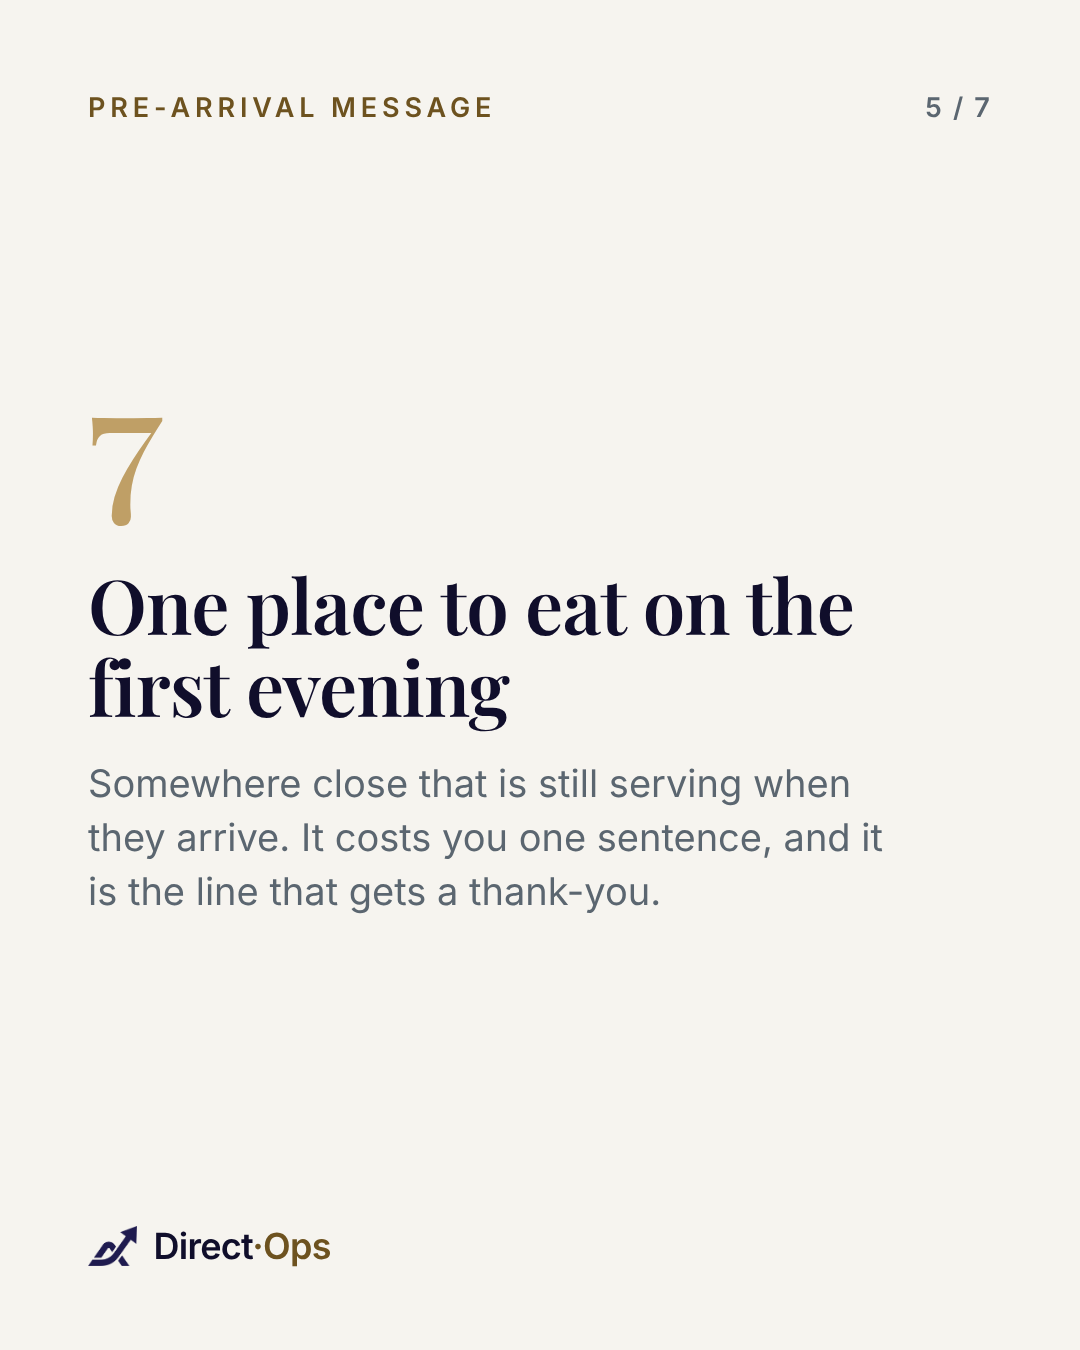 PRE-ARRIVAL MESSAGE
5 / 7
7
One place to eat on the
first evening
Somewhere close that is still serving when
they arrive. It costs you one sentence, and it
is the line that gets a thank-you.
Direct·Ops